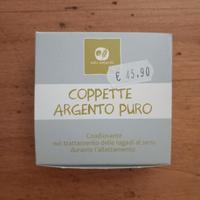 € 45,90
COPPETTE
ARGENTO PURO
Coadiuvante
nel trattamento delle ragadi al seno
durante l'allattamento